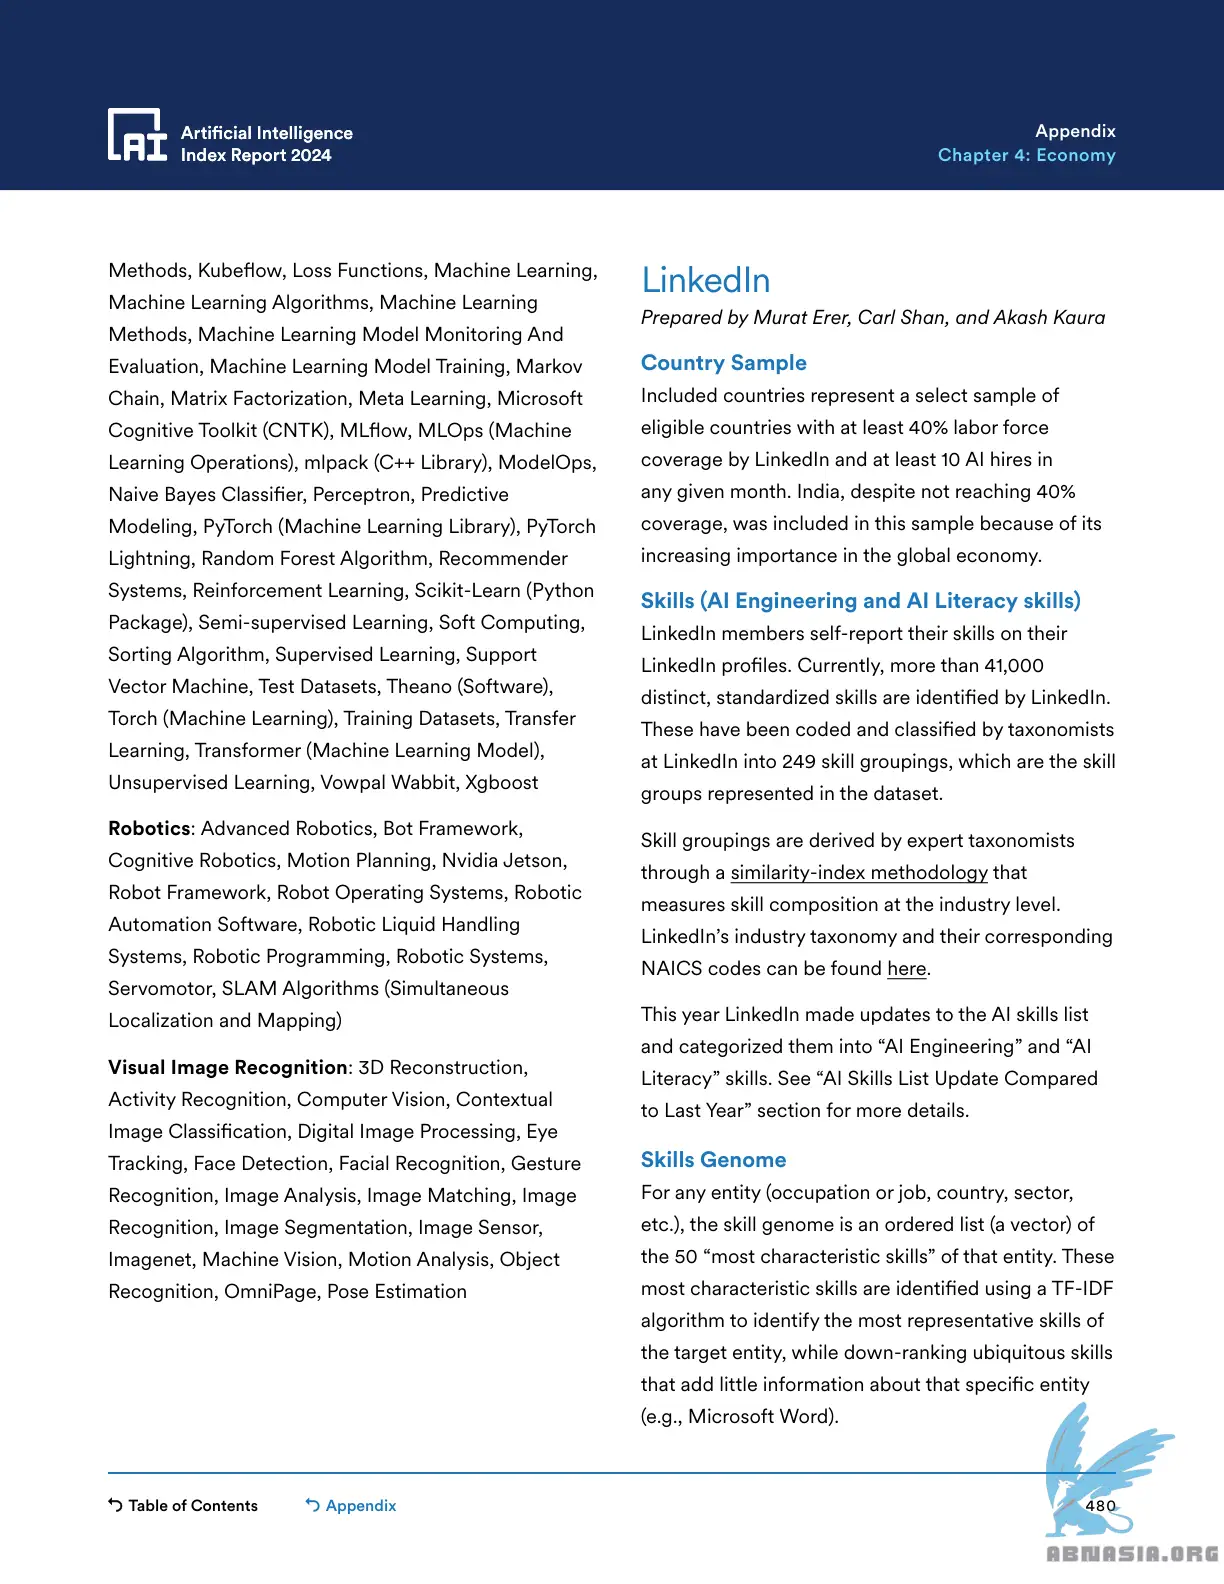 AI
Artificial Intelligence
Index Report 2024
Appendix
Chapter 4: Economy
Methods, Kubeflow, Loss Functions, Machine Learning,
Machine Learning Algorithms, Machine Learning
Methods, Machine Learning Model Monitoring And
Evaluation, Machine Learning Model Training, Markov
Chain, Matrix Factorization, Meta Learning, Microsoft
Cognitive Toolkit (CNTK), MLflow, MLOps (Machine
Learning Operations), mlpack (C++ Library), ModelOps,
Naive Bayes Classifier, Perceptron, Predictive
Modeling, PyTorch (Machine Learning Library), PyTorch
Lightning, Random Forest Algorithm, Recommender
Systems, Reinforcement Learning, Scikit-Learn (Python
Package), Semi-supervised Learning, Soft Computing,
Sorting Algorithm, Supervised Learning, Support
Vector Machine, Test Datasets, Theano (Software),
Torch (Machine Learning), Training Datasets, Transfer
Learning, Transformer (Machine Learning Model),
Unsupervised Learning, Vowpal Wabbit, Xgboost
Robotics: Advanced Robotics, Bot Framework,
Cognitive Robotics, Motion Planning, Nvidia Jetson,
Robot Framework, Robot Operating Systems, Robotic
Automation Software, Robotic Liquid Handling
Systems, Robotic Programming, Robotic Systems,
Servomotor, SLAM Algorithms (Simultaneous
Localization and Mapping)
Visual Image Recognition: 3D Reconstruction,
Activity Recognition, Computer Vision, Contextual
Image Classification, Digital Image Processing, Eye
Tracking, Face Detection, Facial Recognition, Gesture
Recognition, Image Analysis, Image Matching, Image
Recognition, Image Segmentation, Image Sensor,
Imagenet, Machine Vision, Motion Analysis, Object
Recognition, OmniPage, Pose Estimation
LinkedIn
Prepared by Murat Erer, Carl Shan, and Akash Kaura
Country Sample
Included countries represent a select sample of
eligible countries with at least 40% labor force
coverage by LinkedIn and at least 10 AI hires in
any given month. India, despite not reaching 40%
coverage, was included in this sample because of its
increasing importance in the global economy.
Skills (AI Engineering and AI Literacy skills)
LinkedIn members self-report their skills on their
LinkedIn profiles. Currently, more than 41,000
distinct, standardized skills are identified by LinkedIn.
These have been coded and classified by taxonomists
at LinkedIn into 249 skill groupings, which are the skill
groups represented in the dataset.
Skill groupings are derived by expert taxonomists
through a similarity-index methodology that
measures skill composition at the industry level.
LinkedIn’s industry taxonomy and their corresponding
NAICS codes can be found here.
This year LinkedIn made updates to the AI skills list
and categorized them into “AI Engineering” and “AI
Literacy” skills. See “AI Skills List Update Compared
to Last Year” section for more details.
Skills Genome
For any entity (occupation or job, country, sector,
etc.), the skill genome is an ordered list (a vector) of
the 50 “most characteristic skills” of that entity. These
most characteristic skills are identified using a TF-IDF
algorithm to identify the most representative skills of
the target entity, while down-ranking ubiquitous skills
that add little information about that specific entity
(e.g., Microsoft Word).
Table of Contents
Appendix
480
ABNASIA.ORG